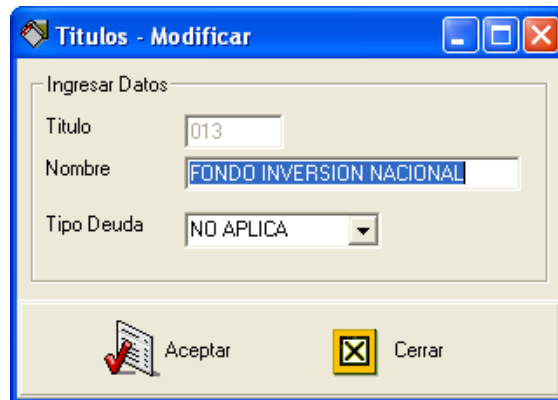 Titulos - Modificar
Ingresar Datos
Titulo 013
Nombre FONDO INVERSION NACIONAL
Tipo Deuda NO APLICA
Aceptar Cerrar